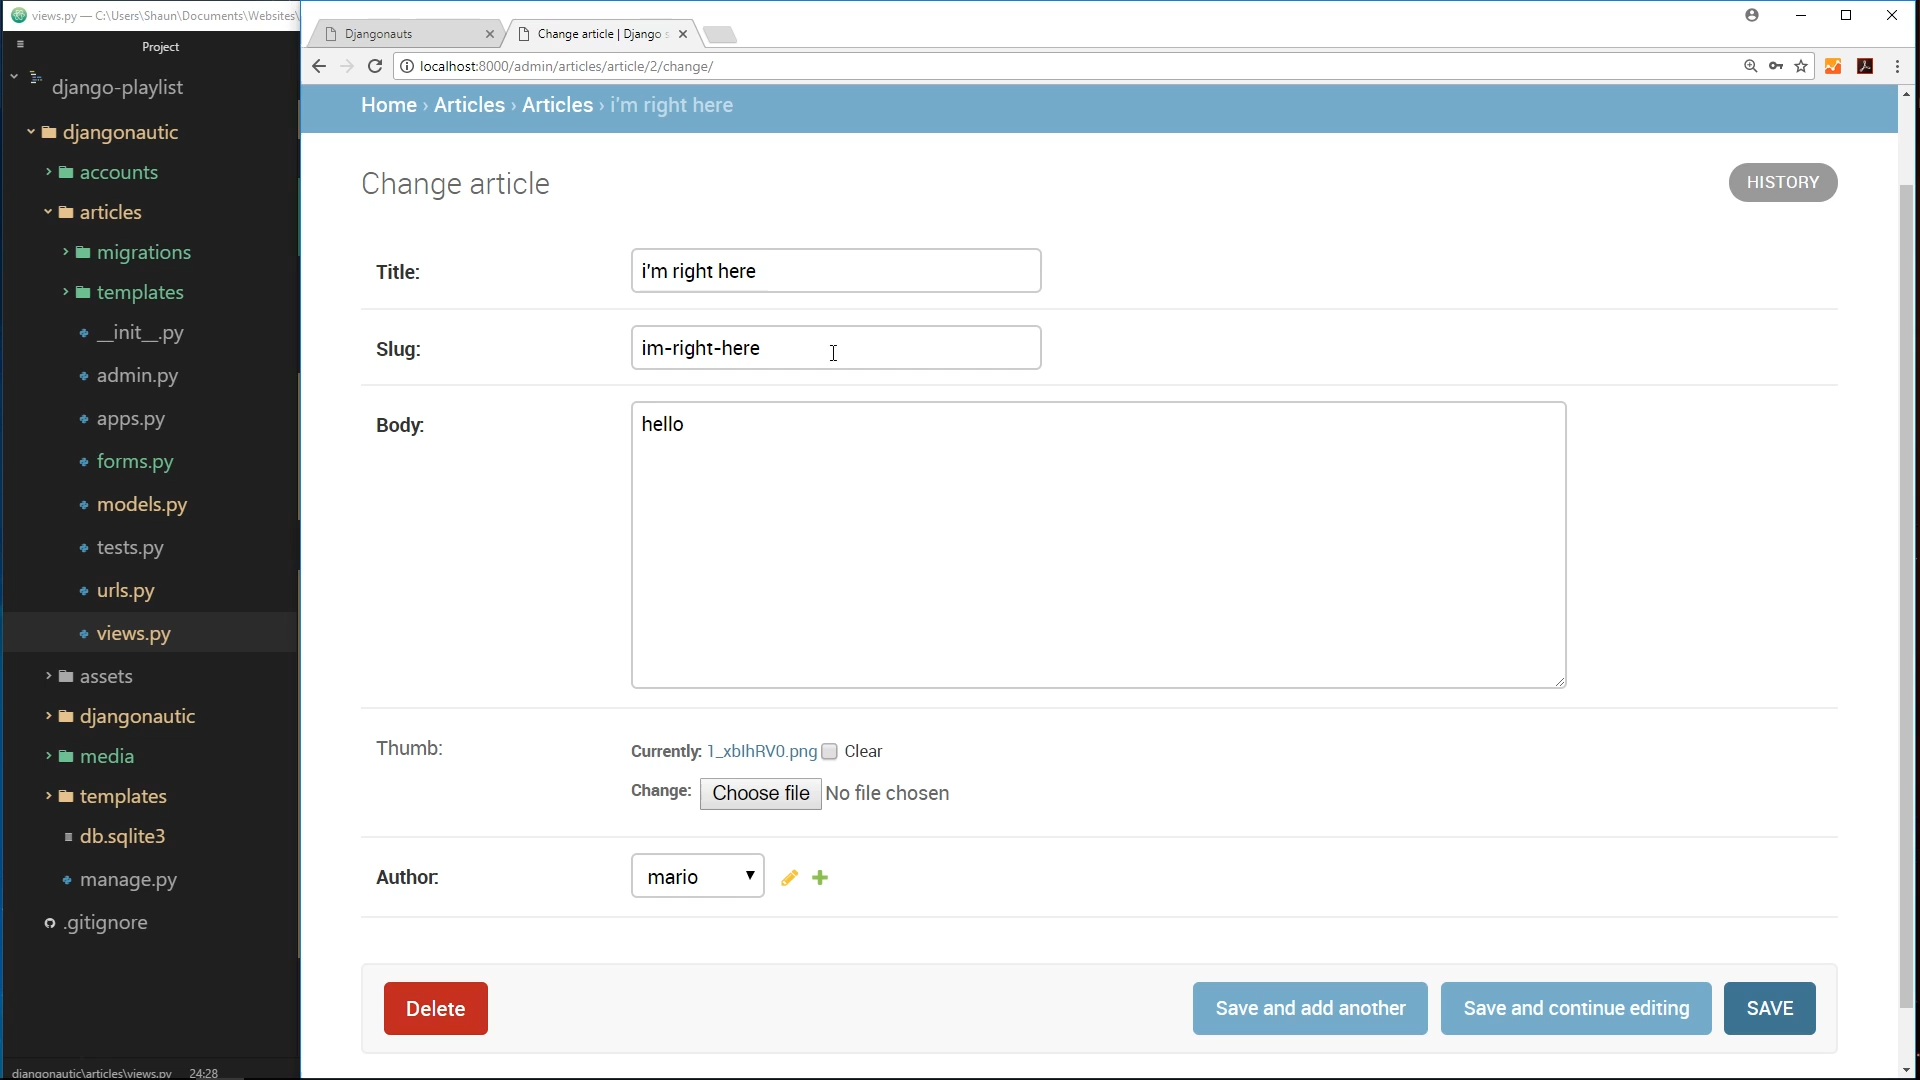 views.py — C:\Users\Shaun\Documents\Websites\
Project
django-playlist
djangonautic
accounts
articles
migrations
templates
__init__.py
admin.py
apps.py
forms.py
models.py
tests.py
urls.py
views.py
assets
djangonautic
media
templates
db.sqlite3
manage.py
.gitignore
djangonautic\articles\views.py 24:28
Djangonauts
Change article | Django s
localhost:8000/admin/articles/article/2/change/
Home › Articles › Articles › i'm right here
Change article
HISTORY
Title:
i'm right here
Slug:
im-right-here
Body:
hello
Thumb:
Currently: 1_xblhRV0.png Clear
Change: Choose file No file chosen
Author:
mario
Delete
Save and add another
Save and continue editing
SAVE